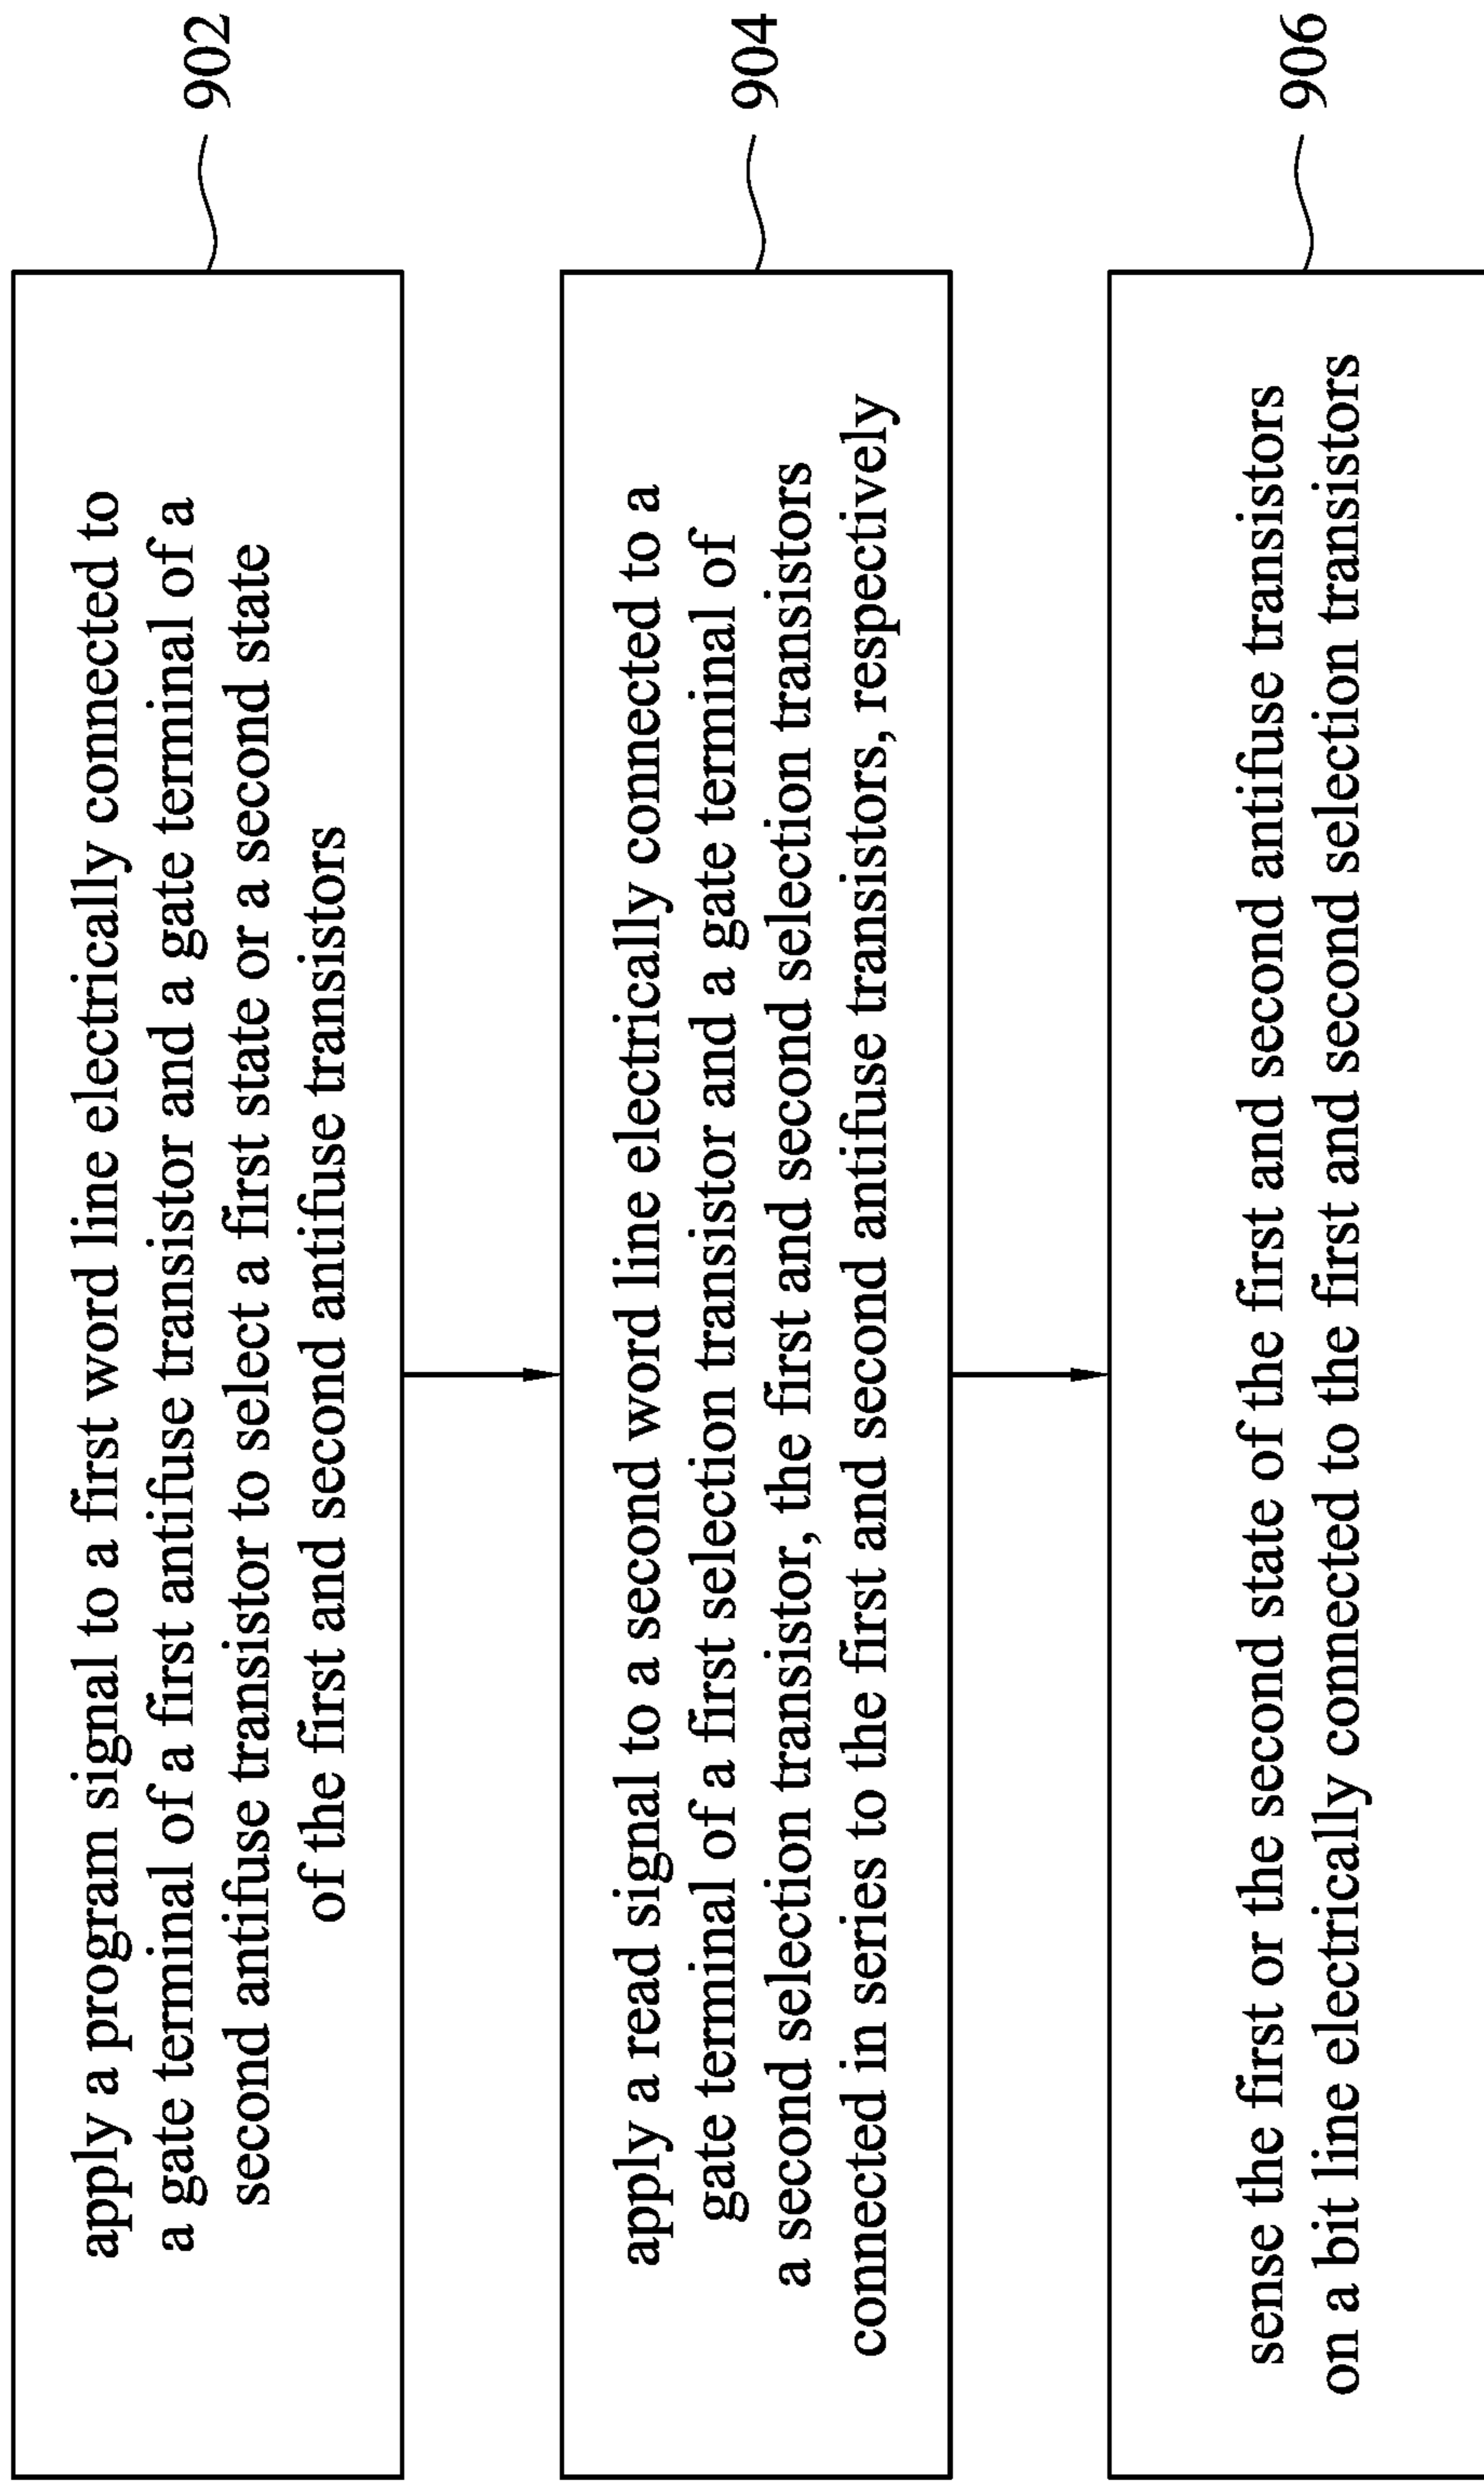 apply a program signal to a first word line electrically connected to
a gate terminal of a first antifuse transistor and a gate terminal of a
second antifuse transistor to select a first state or a second state
of the first and second antifuse transistors
902
apply a read signal to a second word line electrically connected to a
gate terminal of a first selection transistor and a gate terminal of
a second selection transistor, the first and second selection transistors
connected in series to the first and second antifuse transistors, respectively
904
sense the first or the second state of the first and second antifuse transistors
on a bit line electrically connected to the first and second selection transistors
906